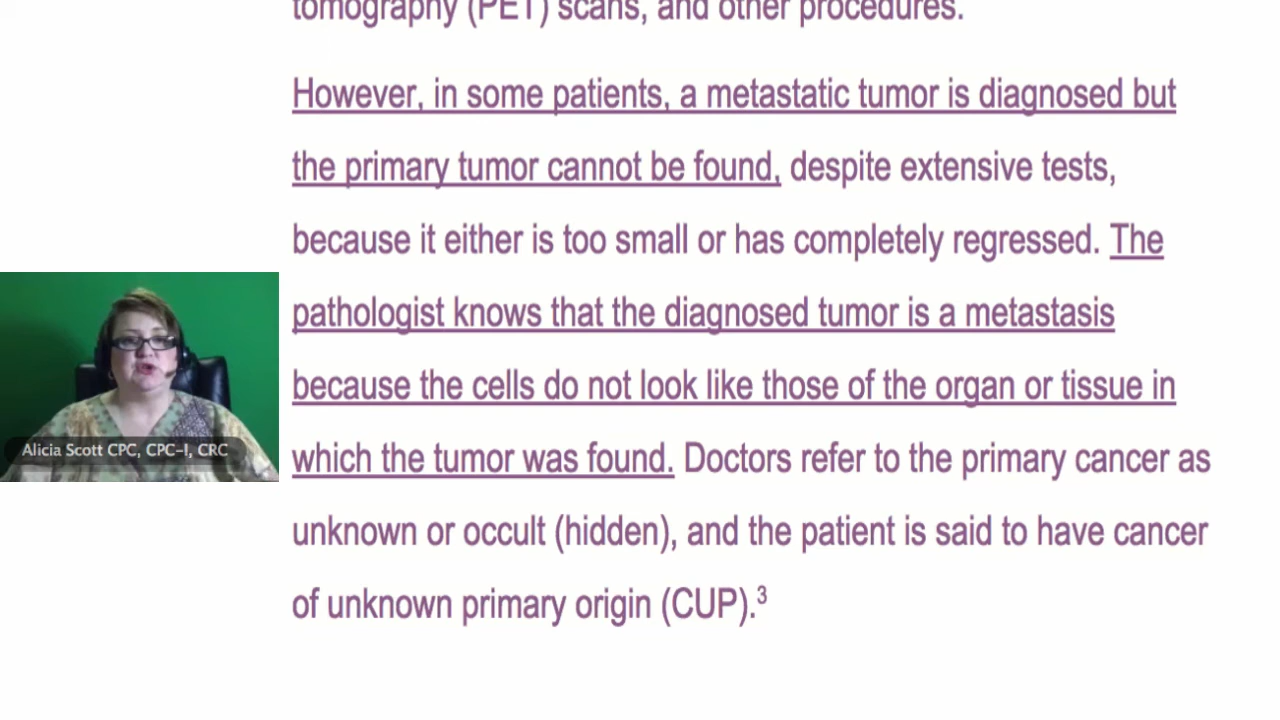 tomography (PET) scans, and other procedures.
However, in some patients, a metastatic tumor is diagnosed but
the primary tumor cannot be found, despite extensive tests,
because it either is too small or has completely regressed. The
pathologist knows that the diagnosed tumor is a metastasis
because the cells do not look like those of the organ or tissue in
which the tumor was found. Doctors refer to the primary cancer as
unknown or occult (hidden), and the patient is said to have cancer
of unknown primary origin (CUP).³
Alicia Scott CPC, CPC-I, CRC